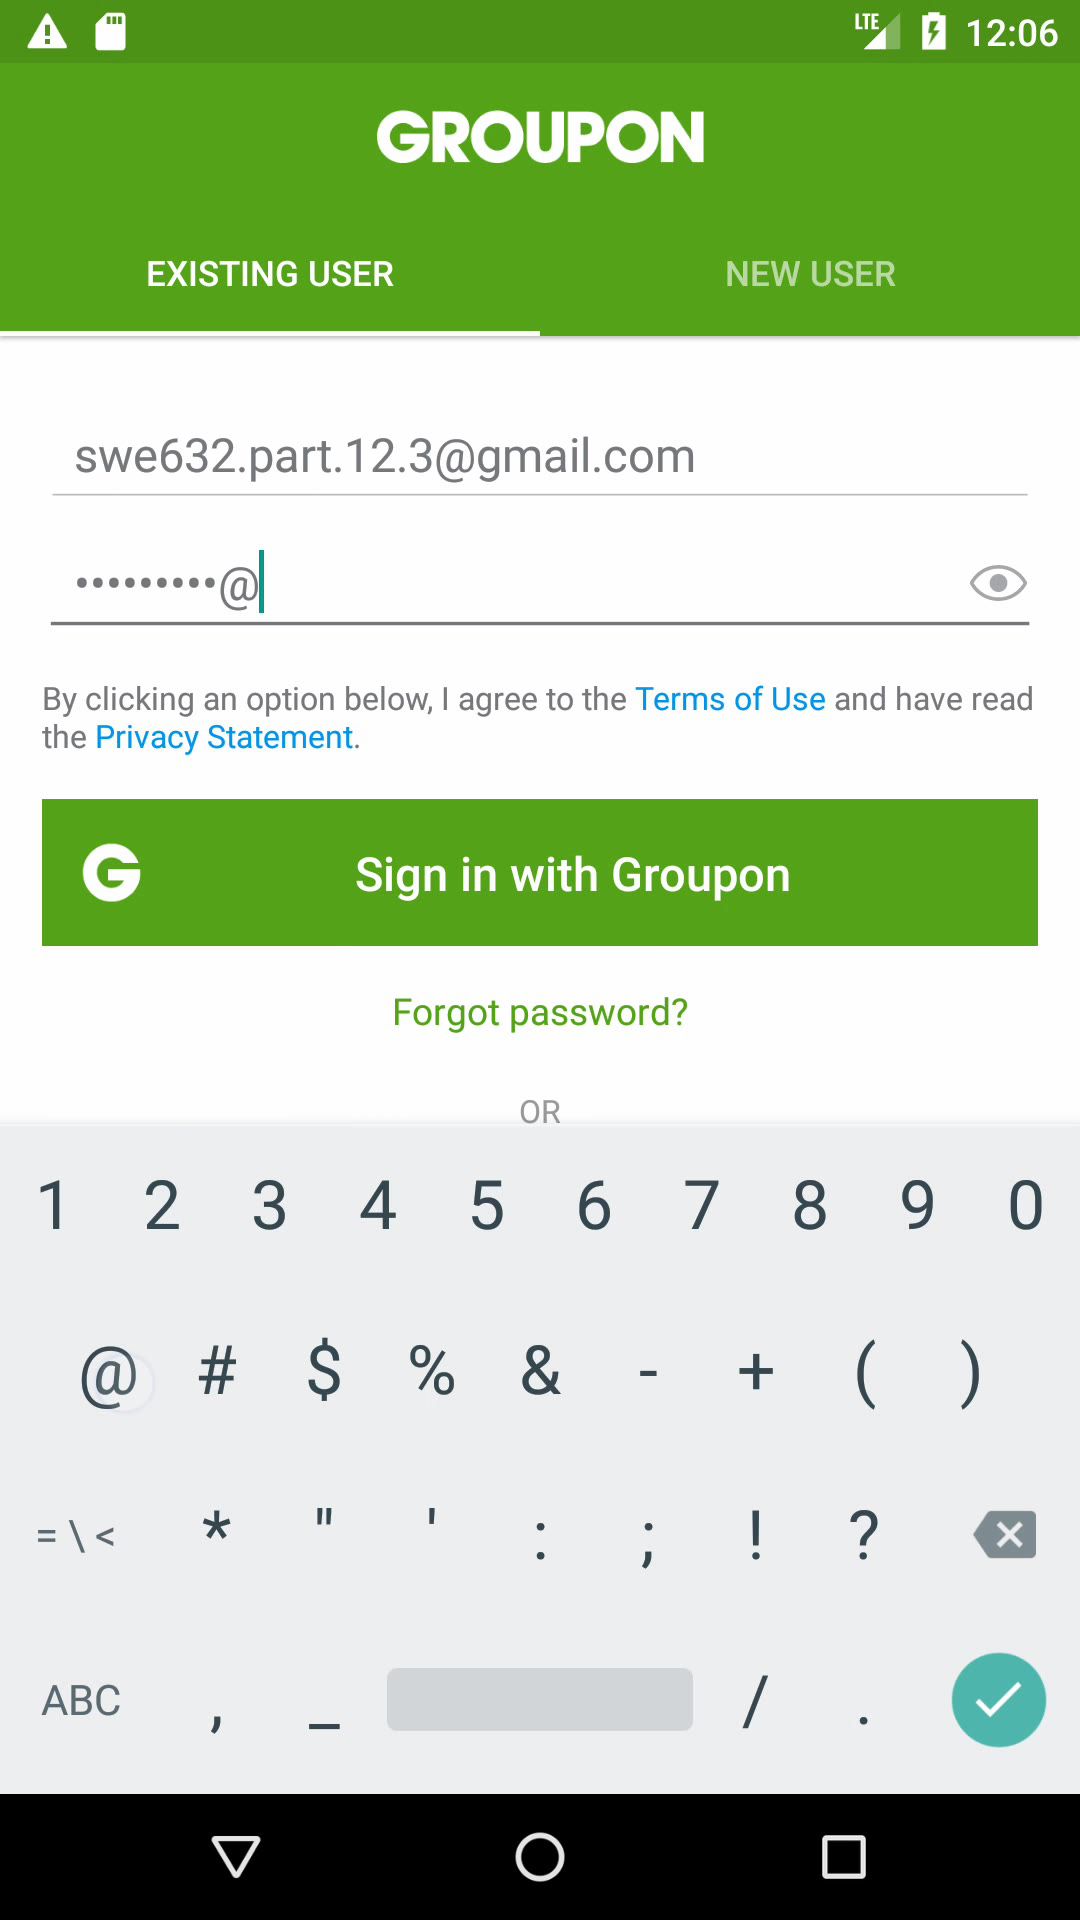 LTE 12:06
GROUPON
EXISTING USER NEW USER
swe632.part.12.3@gmail.com
•••••••••@
By clicking an option below, I agree to the Terms of Use and have read
the Privacy Statement.
G Sign in with Groupon
Forgot password?
OR
1 2 3 4 5 6 7 8 9 0
@ # $ % & - + ( )
= \ < * " ' : ; ! ?
ABC , _ / .